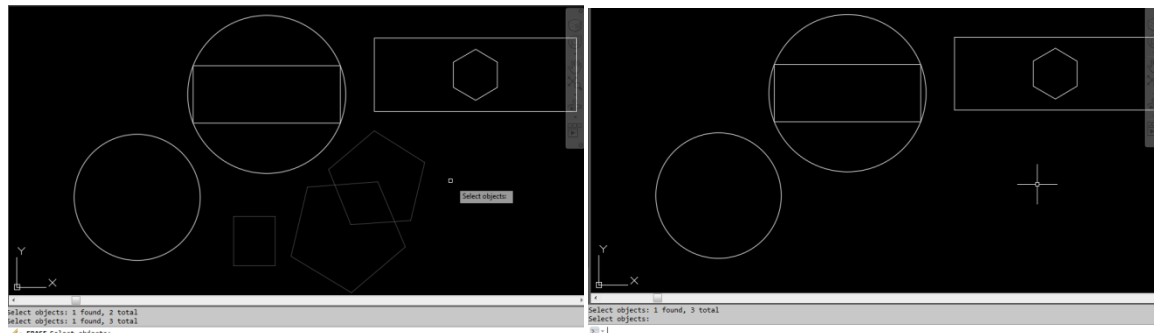 Select objects:
Y
X
Select objects: 1 found, 2 total
Select objects: 1 found, 3 total
ERASE Select objects:
Y
X
Select objects: 1 found, 3 total
Select objects: